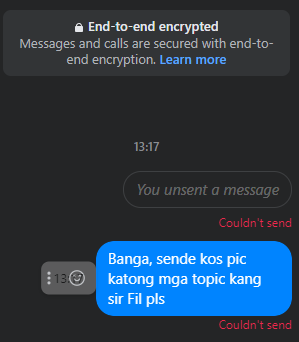 End-to-end encrypted
Messages and calls are secured with end-to-
end encryption. Learn more
13:17
You unsent a message
Couldn't send
Banga, sende kos pic
katong mga topic kang
sir Fil pls
Couldn't send